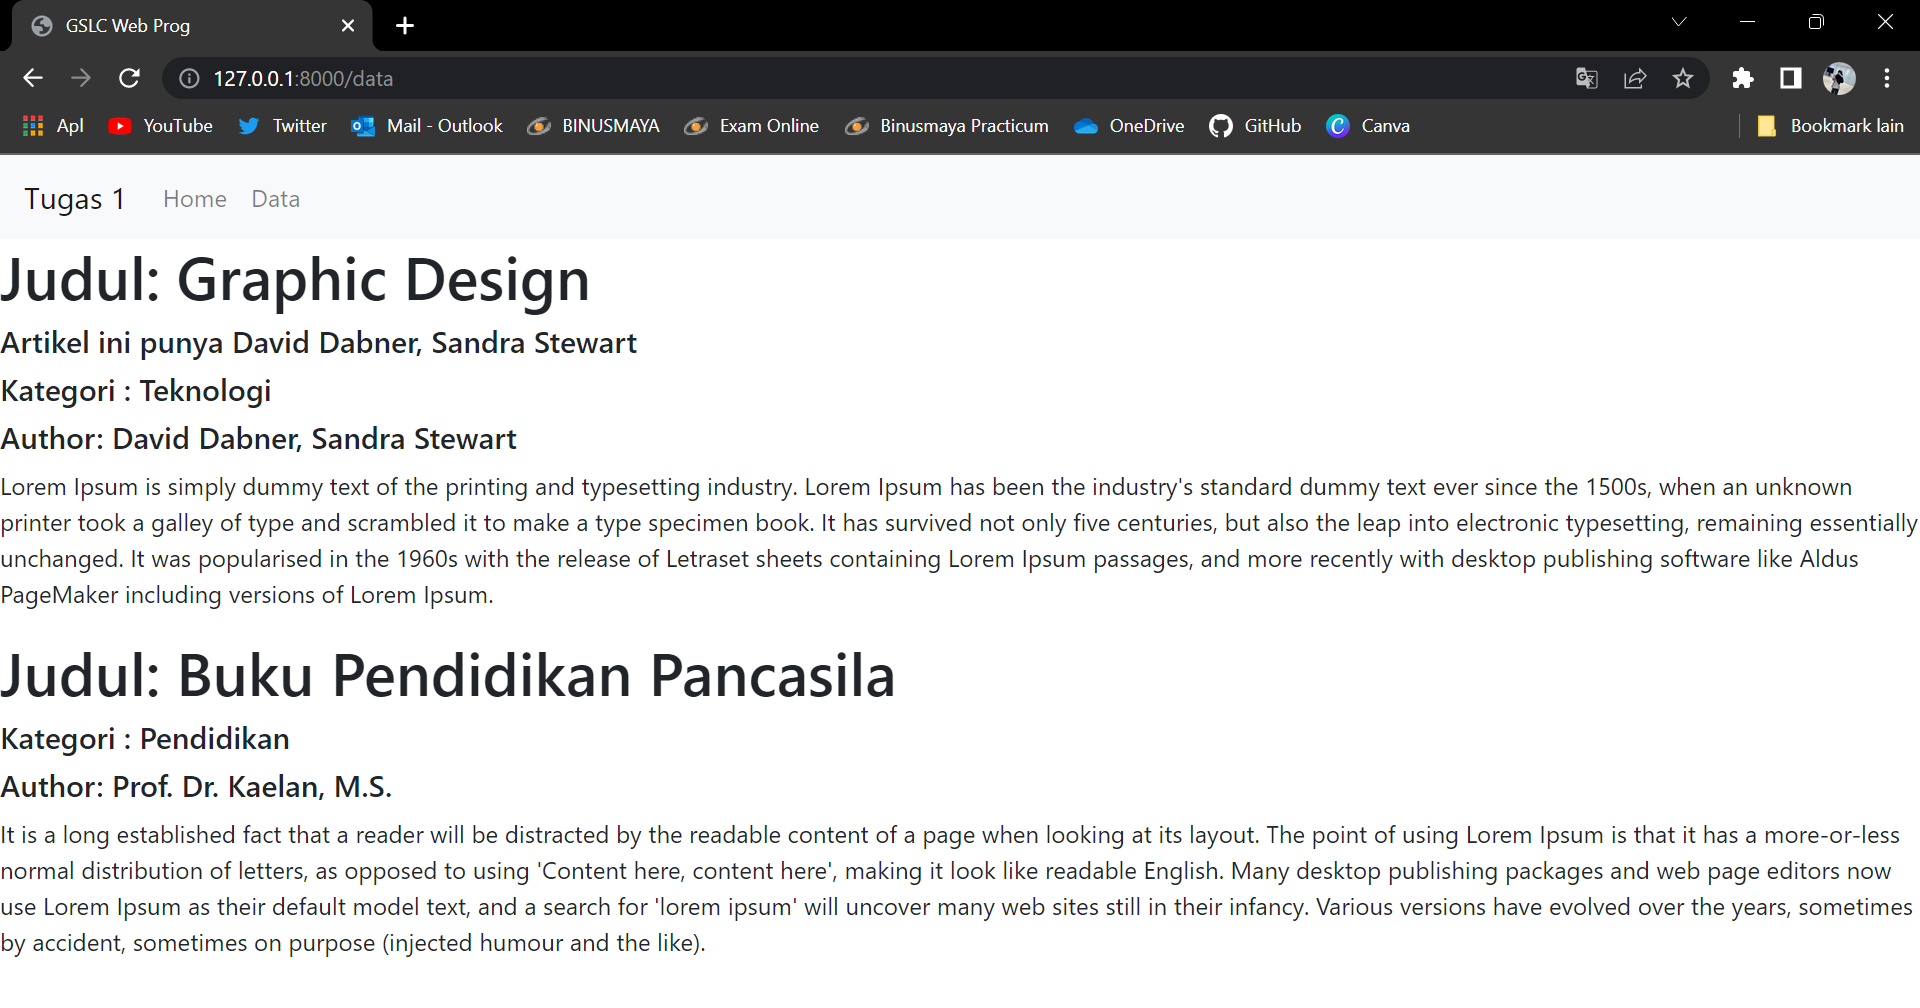 GSLC Web Prog
127.0.0.1:8000/data
Apl YouTube Twitter Mail - Outlook BINUSMAYA Exam Online Binusmaya Practicum OneDrive GitHub Canva Bookmark lain
Tugas 1 Home Data
Judul: Graphic Design
Artikel ini punya David Dabner, Sandra Stewart
Kategori : Teknologi
Author: David Dabner, Sandra Stewart
Lorem Ipsum is simply dummy text of the printing and typesetting industry. Lorem Ipsum has been the industry's standard dummy text ever since the 1500s, when an unknown
printer took a galley of type and scrambled it to make a type specimen book. It has survived not only five centuries, but also the leap into electronic typesetting, remaining essentially
unchanged. It was popularised in the 1960s with the release of Letraset sheets containing Lorem Ipsum passages, and more recently with desktop publishing software like Aldus
PageMaker including versions of Lorem Ipsum.
Judul: Buku Pendidikan Pancasila
Kategori : Pendidikan
Author: Prof. Dr. Kaelan, M.S.
It is a long established fact that a reader will be distracted by the readable content of a page when looking at its layout. The point of using Lorem Ipsum is that it has a more-or-less
normal distribution of letters, as opposed to using 'Content here, content here', making it look like readable English. Many desktop publishing packages and web page editors now
use Lorem Ipsum as their default model text, and a search for 'lorem ipsum' will uncover many web sites still in their infancy. Various versions have evolved over the years, sometimes
by accident, sometimes on purpose (injected humour and the like).